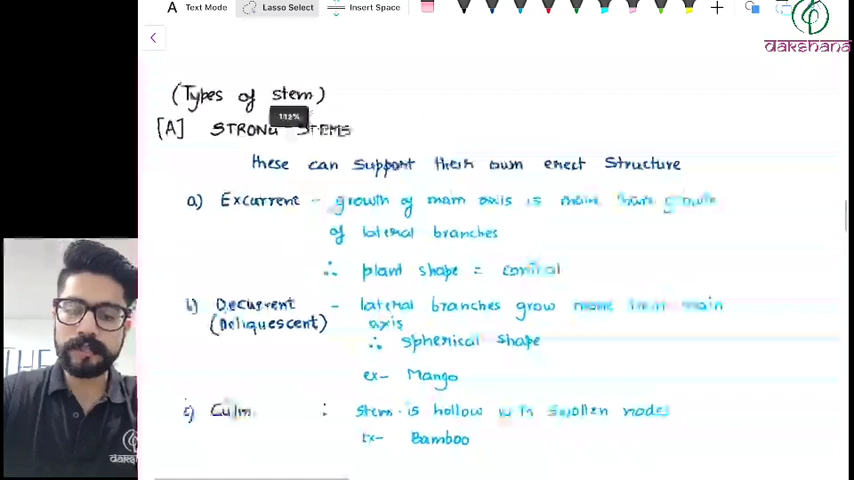 A Text Mode Lasso Select Insert Space
dakshana
(Types of stem)
112%
[A] STRONG STEMS
these can support their own erect structure
a) Excurrent - growth of main axis is more than growth
of lateral branches
∴ plant shape = conical
b) Decurrent - lateral branches grow more than main
(Deliquescent) axis
∴ spherical shape
ex- Mango
c) Culm : stem is hollow with swollen nodes
Ex- Bamboo